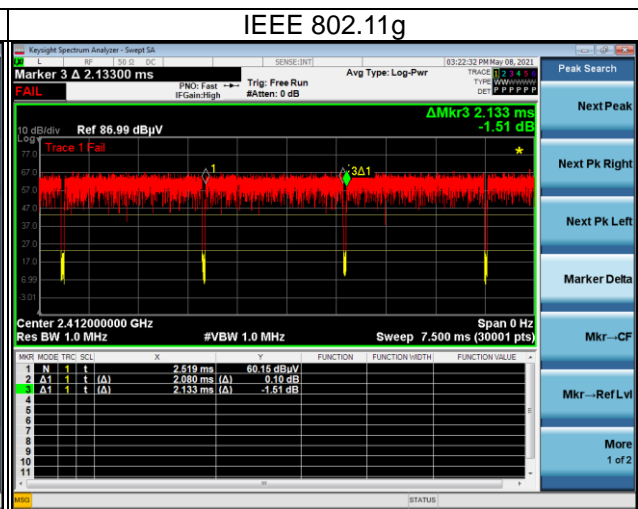 IEEE 802.11g
Keysight Spectrum Analyzer - Swept SA
L RF 50 Ω DC SENSE:INT 03:22:32 PM May 08, 2021
Marker 3 Δ 2.13300 ms
FAIL
PNO: Fast
IFGain:High
Trig: Free Run
#Atten: 0 dB
Avg Type: Log-Pwr
TRACE 1 2 3 4 5 6
TYPE WWWWWW
DET P P P P P P
Peak Search
ΔMkr3 2.133 ms
-1.51 dB
10 dB/div Ref 86.99 dBµV
Log
Trace 1 Fail
77.0
67.0
57.0
47.0
37.0
27.0
17.0
6.99
-3.01
1
3Δ1
*
Center 2.412000000 GHz Span 0 Hz
Res BW 1.0 MHz #VBW 1.0 MHz Sweep 7.500 ms (30001 pts)
MKR MODE TRC SCL X Y FUNCTION FUNCTION WIDTH FUNCTION VALUE
1 N 1 t 2.519 ms 60.15 dBµV
2 Δ1 1 t (Δ) 2.080 ms (Δ) 0.10 dB
3 Δ1 1 t (Δ) 2.133 ms (Δ) -1.51 dB
4
5
6
7
8
9
10
11
MSG STATUS
Next Peak
Next Pk Right
Next Pk Left
Marker Delta
Mkr→CF
Mkr→Ref Lvl
More
1 of 2